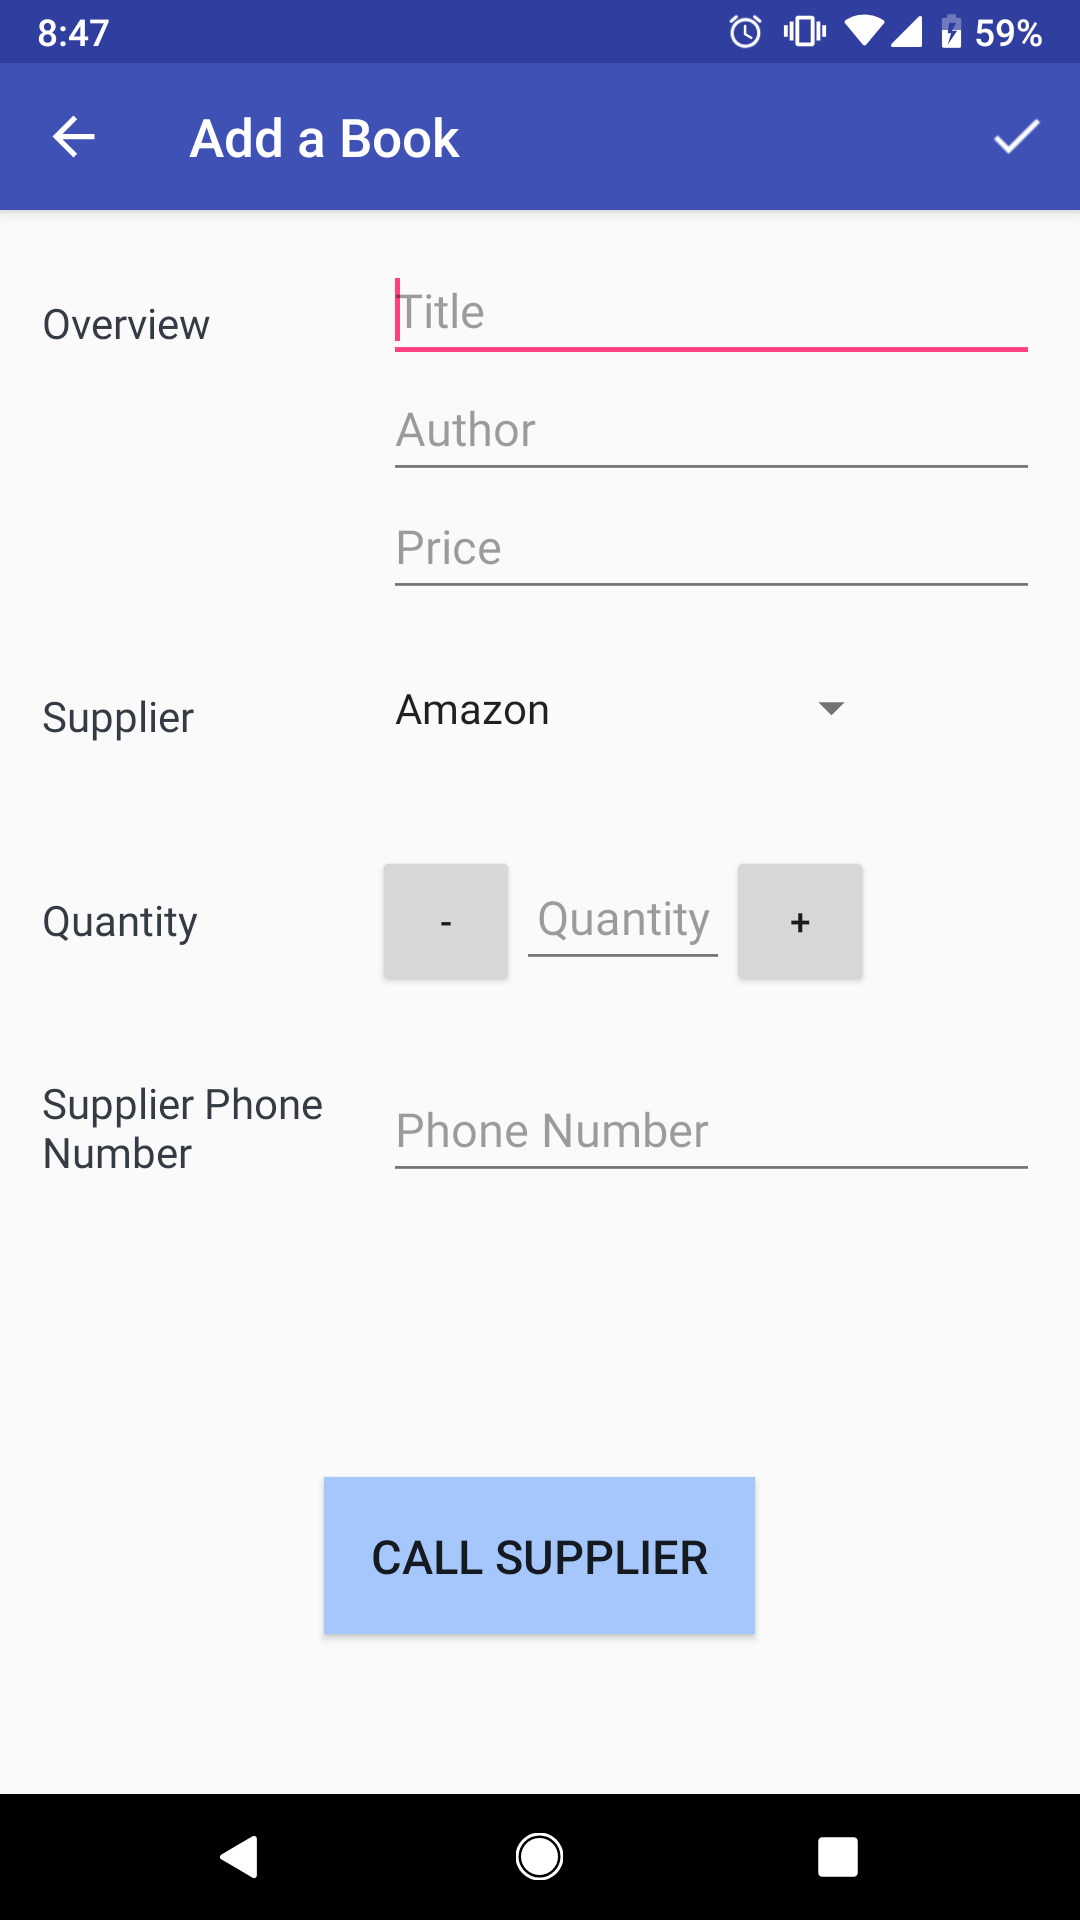 8:47
59%
Add a Book
Overview
Title
Author
Price
Supplier
Amazon
Quantity
-
Quantity
+
Supplier Phone
Number
Phone Number
CALL SUPPLIER